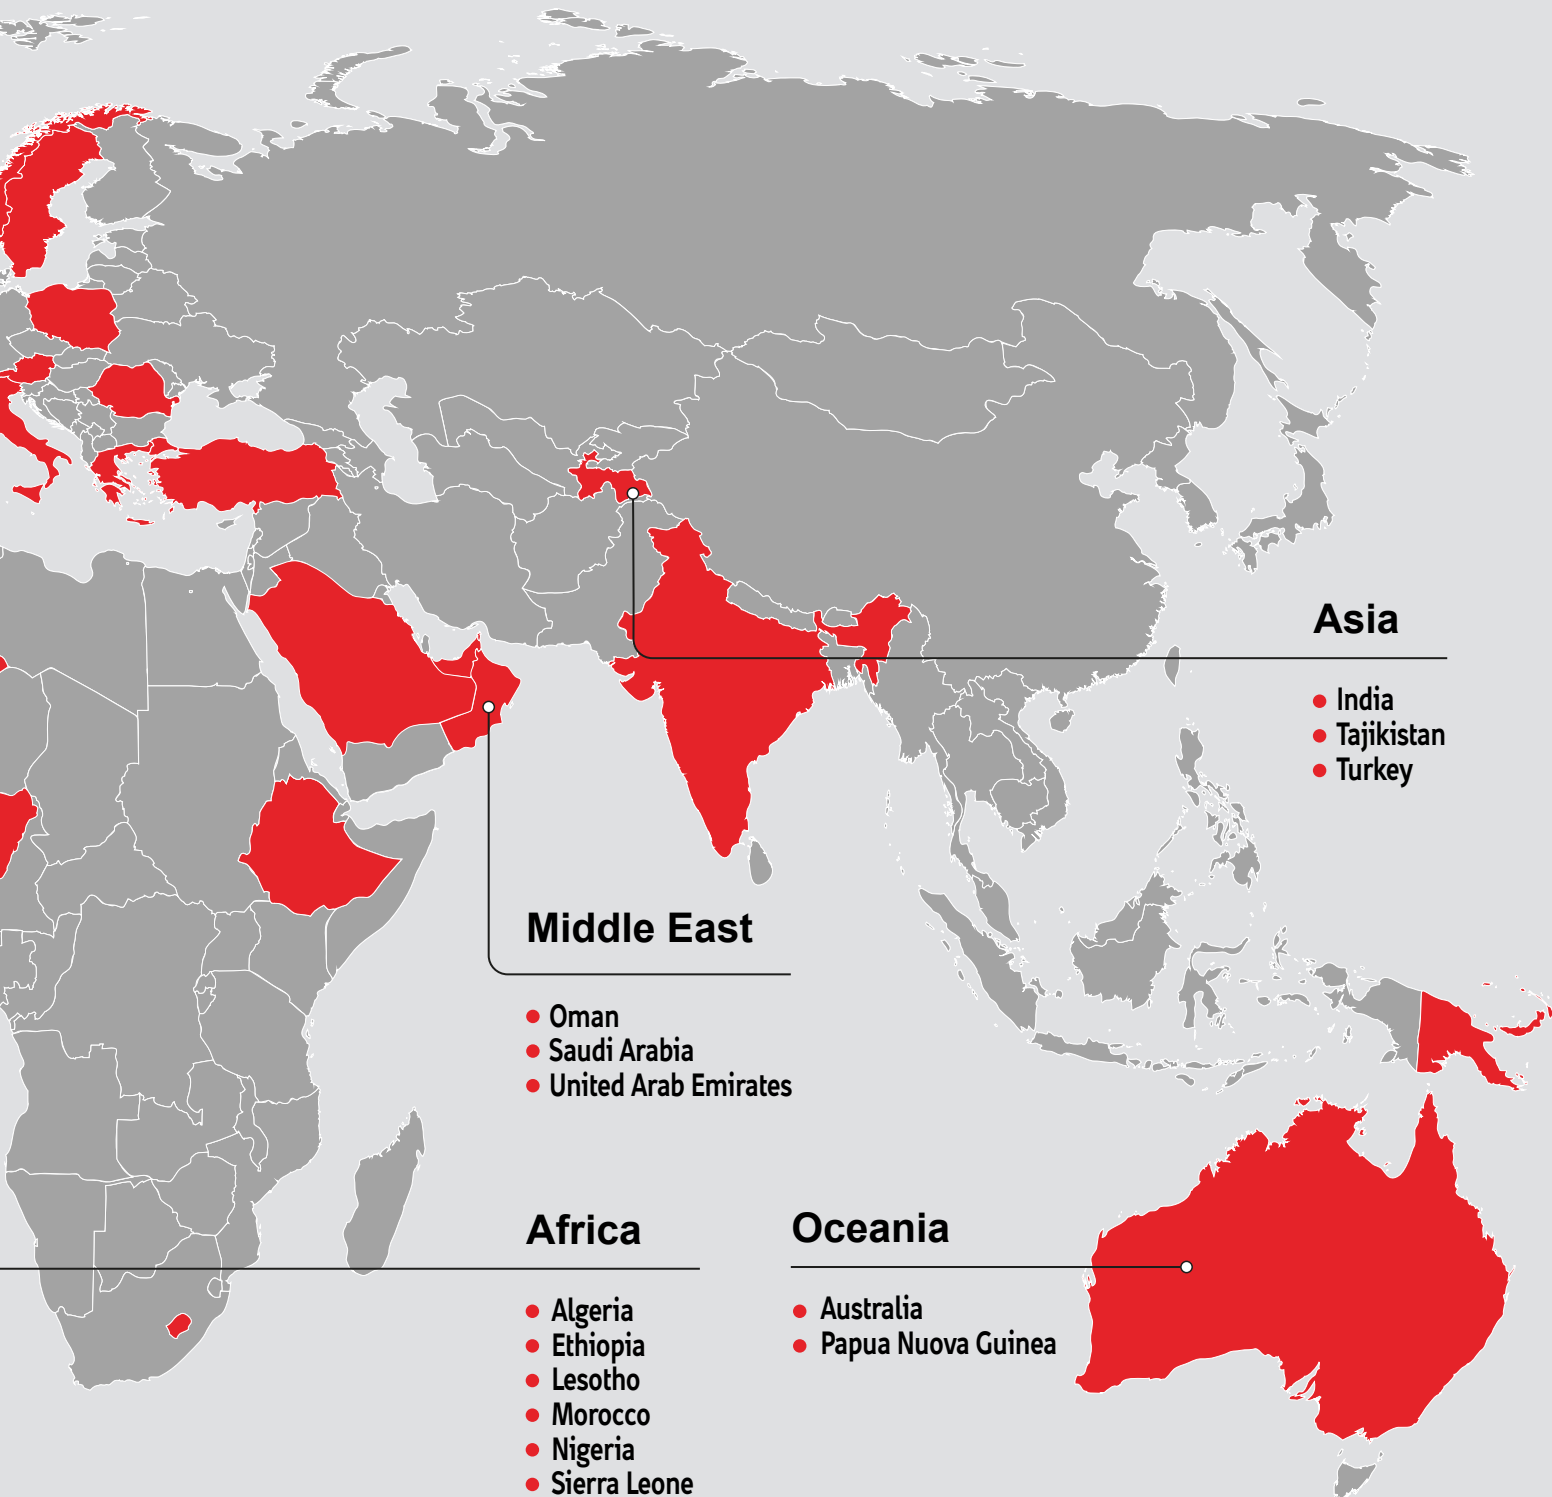 Asia
India
Tajikistan
Turkey
Middle East
Oman
Saudi Arabia
United Arab Emirates
Africa
Algeria
Ethiopia
Lesotho
Morocco
Nigeria
Sierra Leone
Oceania
Australia
Papua Nuova Guinea